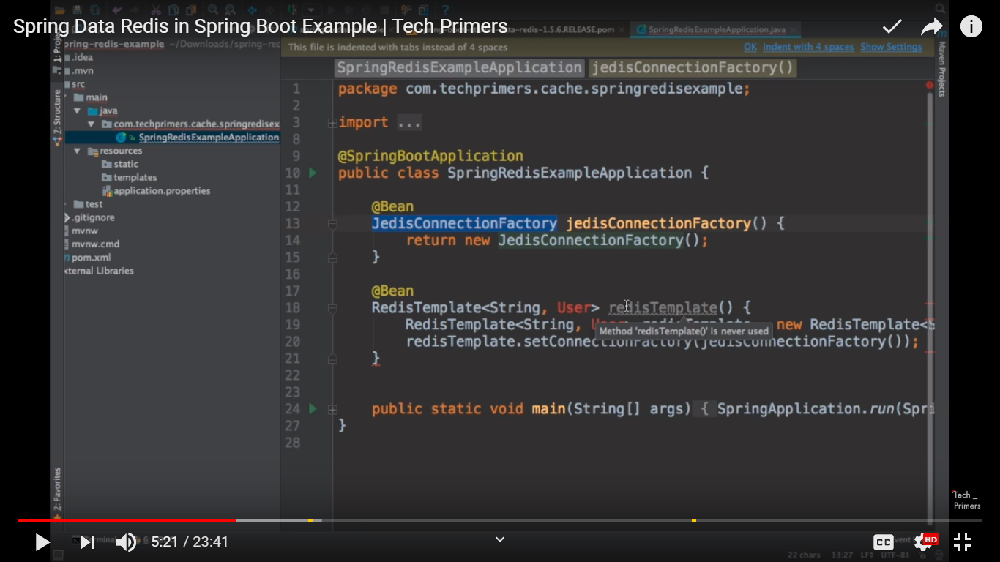 Spring Data Redis in Spring Boot Example | Tech Primers
ta-redis-1.5.6.RELEASE.pom
SpringRedisExampleApplication.java
pring-redis-example ~/Downloads/spring-red
This file is indented with tabs instead of 4 spaces
OK Indent with 4 spaces Show Settings
1: Proje
Z: Structure
2: Favorites
Maven Projects
.idea
.mvn
src
main
java
com.techprimers.cache.springredisex
SpringRedisExampleApplication
resources
static
templates
application.properties
test
.gitignore
mvnw
mvnw.cmd
pom.xml
xternal Libraries
SpringRedisExampleApplication jedisConnectionFactory()
1 package com.techprimers.cache.springredisexample;
2
3 import ...
8
9 @SpringBootApplication
10 public class SpringRedisExampleApplication {
11
12 @Bean
13 JedisConnectionFactory jedisConnectionFactory() {
14 return new JedisConnectionFactory();
15 }
16
17 @Bean
18 RedisTemplate<String, User> redisTemplate() {
19 RedisTemplate<String, new RedisTemplate<S
Method 'redisTemplate()' is never used
20 redisTemplate.setConnectionFactory(jedisConnectionFactory());
21 }
22
23
24 public static void main(String[] args) { SpringApplication.run(Spri
27 }
28
Tech _
Primers
5:21 / 23:41
CC
HD
22 chars 13:27 LF÷ UTF-8÷